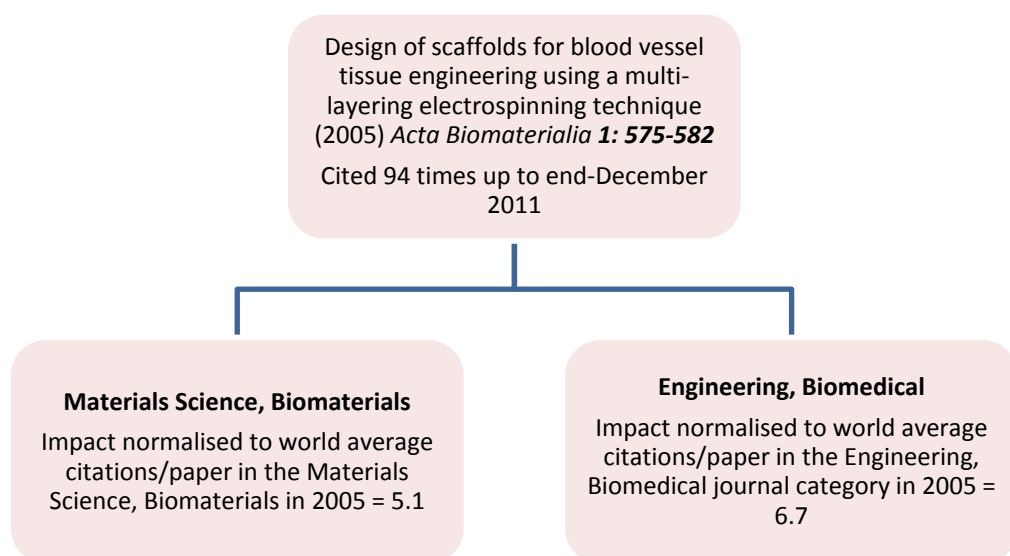 Design of scaffolds for blood vessel
tissue engineering using a multi-
layering electrospinning technique
(2005) Acta Biomaterialia 1: 575-582
Cited 94 times up to end-December
2011
Materials Science, Biomaterials
Impact normalised to world average
citations/paper in the Materials
Science, Biomaterials in 2005 = 5.1
Engineering, Biomedical
Impact normalised to world average
citations/paper in the Engineering,
Biomedical journal category in 2005 =
6.7